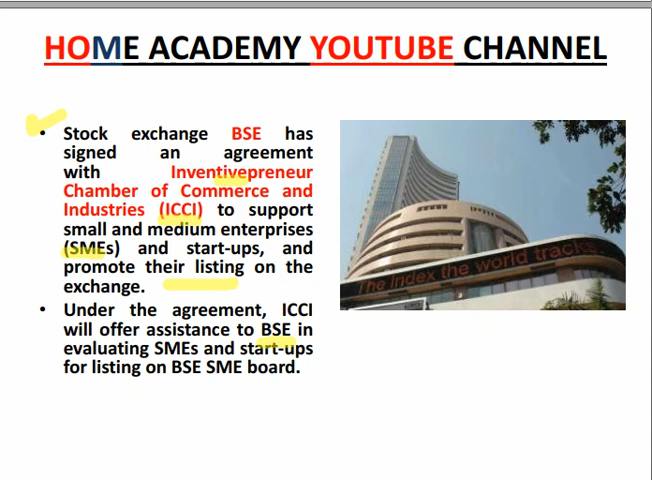 HOME ACADEMY YOUTUBE CHANNEL
• Stock exchange BSE has
signed an agreement
with Inventivepreneur
Chamber of Commerce and
Industries (ICCI) to support
small and medium enterprises
(SMEs) and start-ups, and
promote their listing on the
exchange.
• Under the agreement, ICCI
will offer assistance to BSE in
evaluating SMEs and start-ups
for listing on BSE SME board.
The index the world tracks...